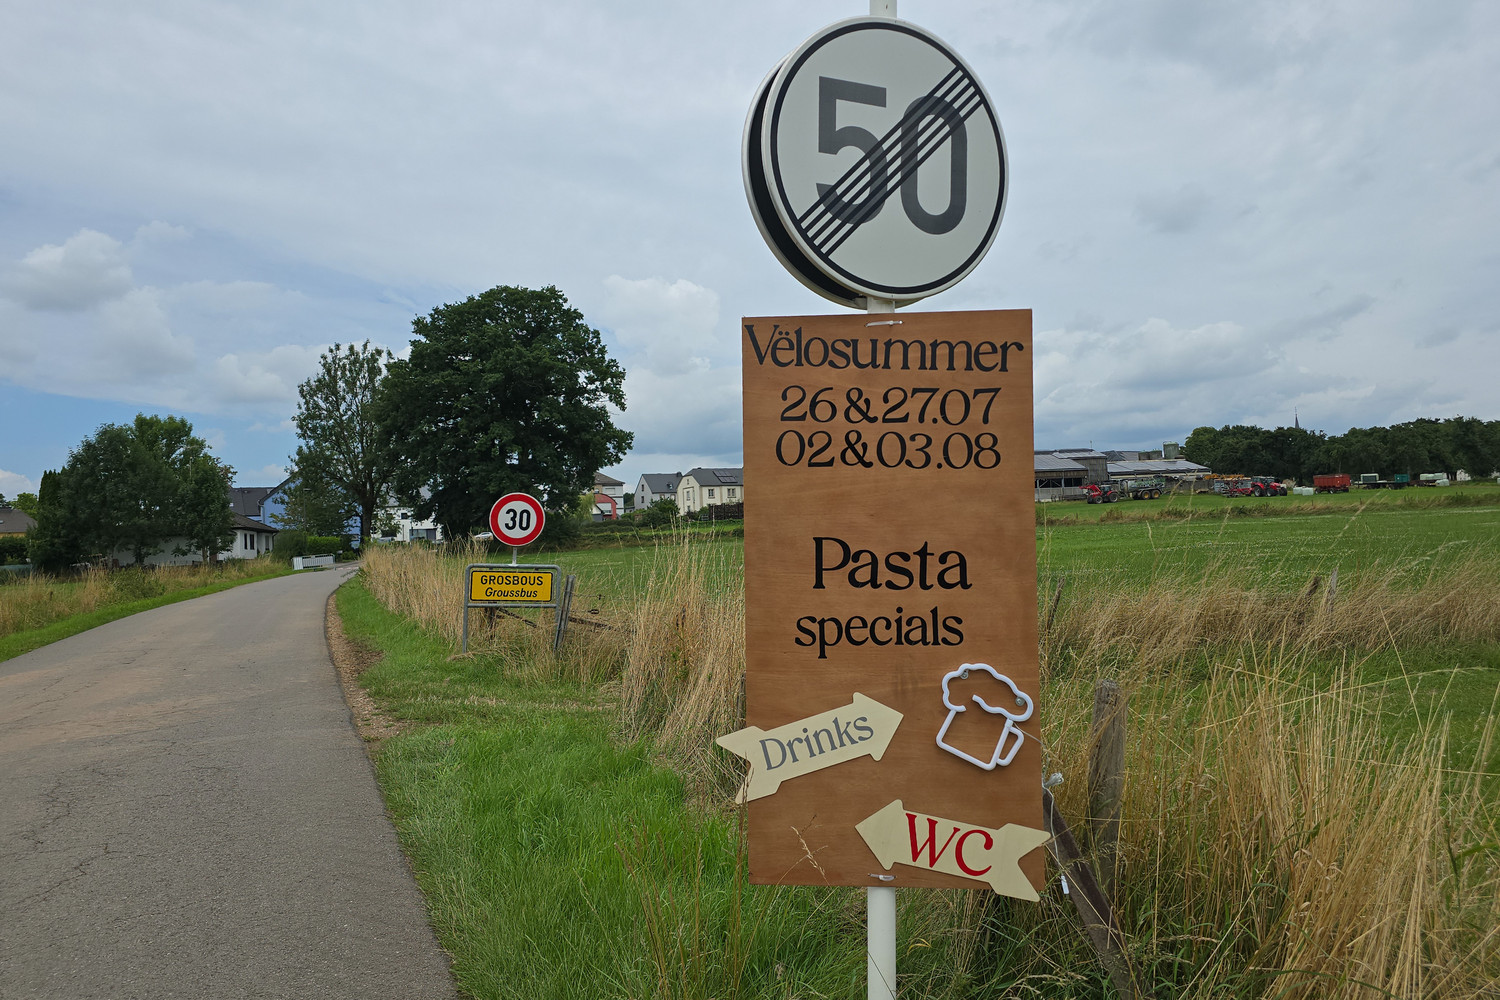 50
Vëlosummer
26 & 27.07
02 & 03.08
Pasta
specials
Drinks
WC
30
GROSBOUS
Groussbus